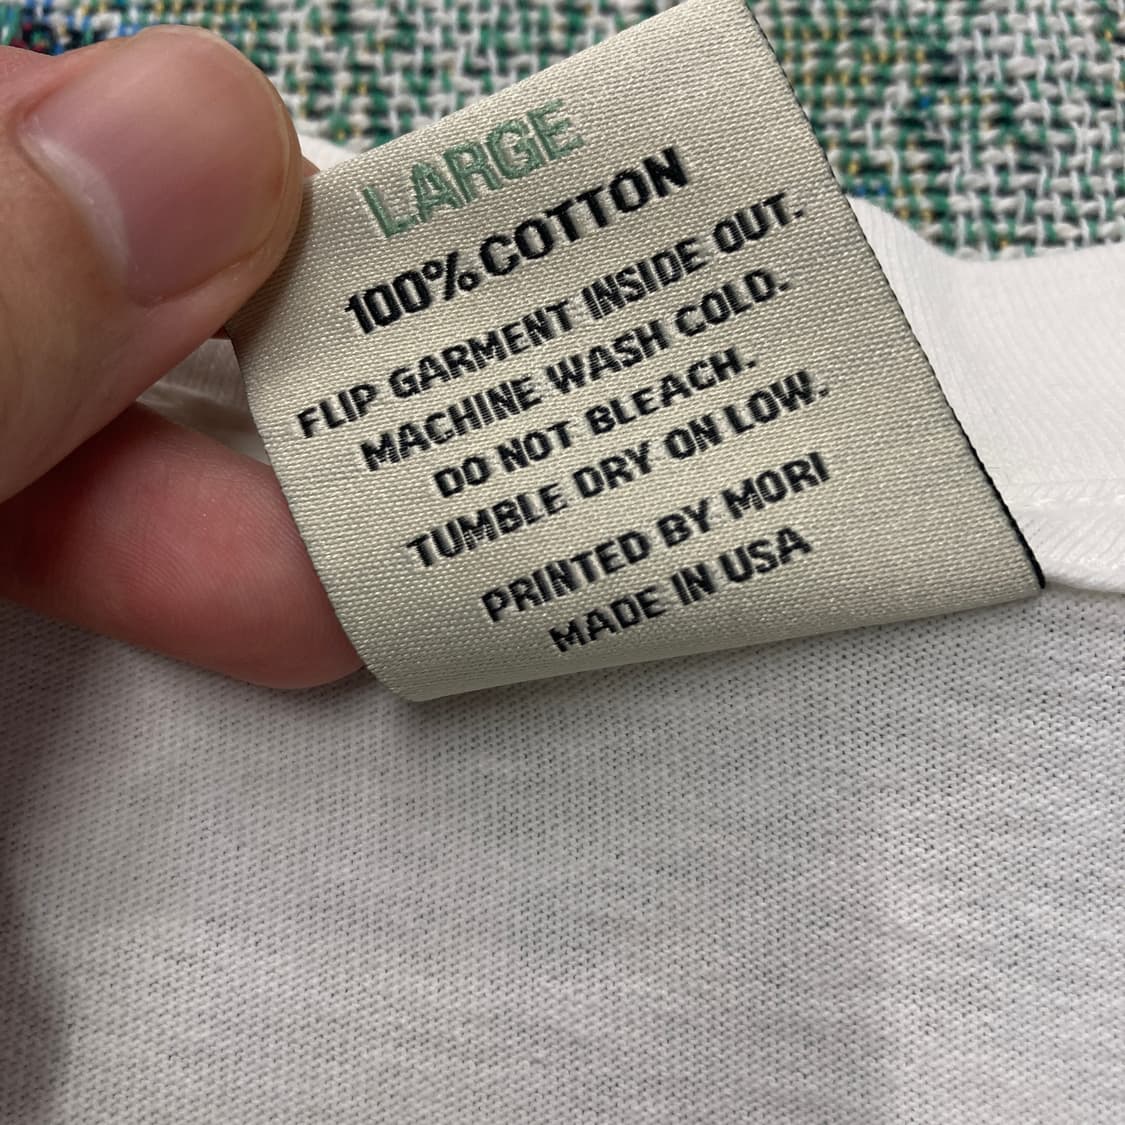 LARGE
100% COTTON
FLIP GARMENT INSIDE OUT.
MACHINE WASH COLD.
DO NOT BLEACH.
TUMBLE DRY ON LOW.
PRINTED BY MORI
MADE IN USA